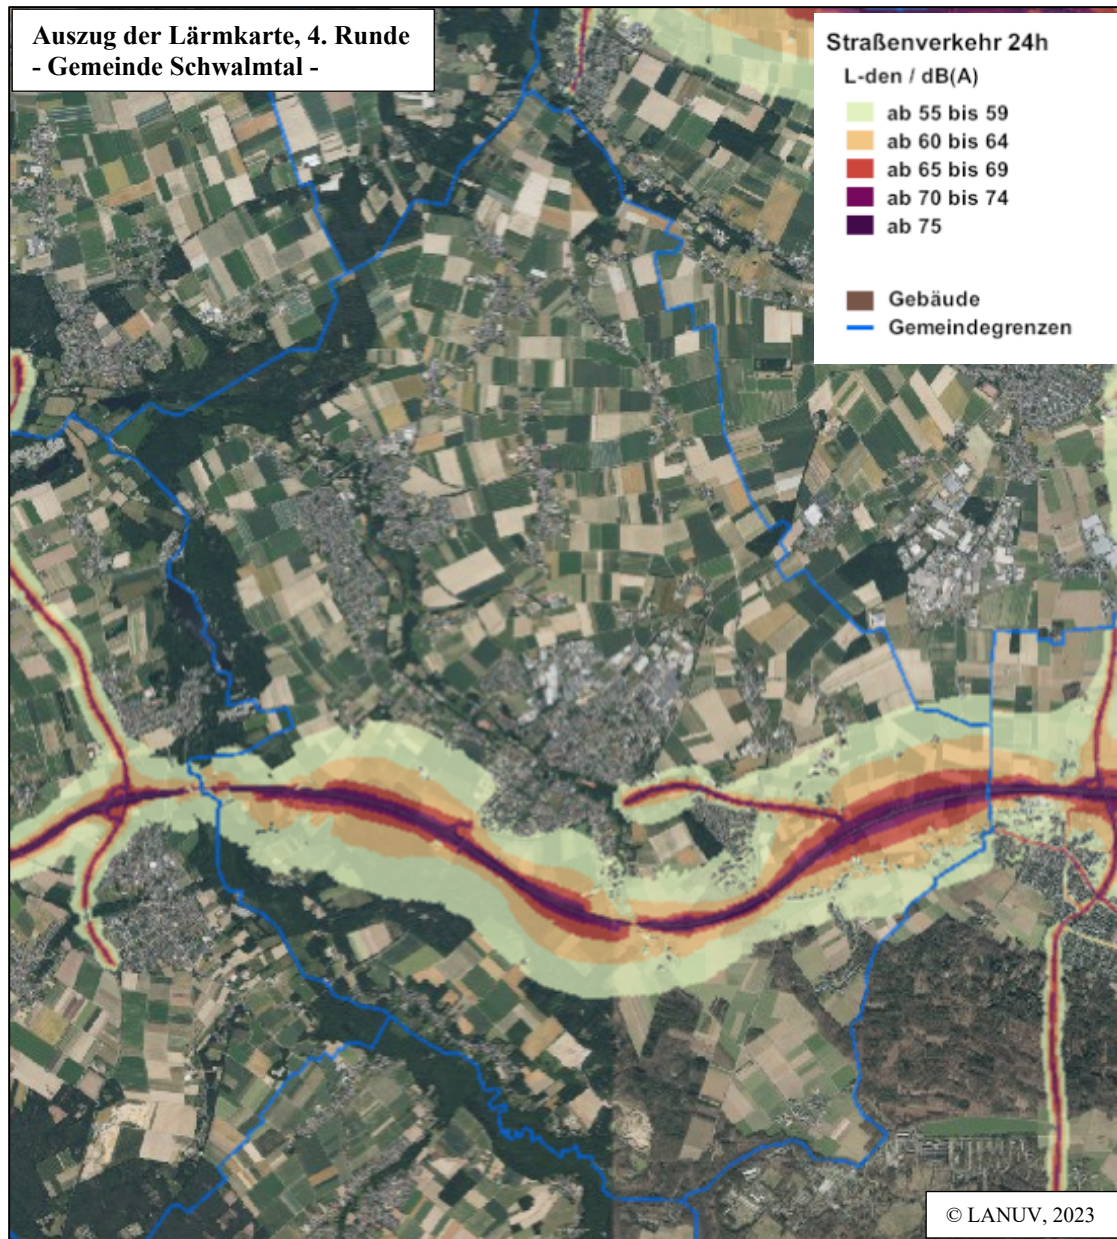 Auszug der Lärmkarte, 4. Runde
- Gemeinde Schwalmtal -
Straßenverkehr 24h
L-den / dB(A)
ab 55 bis 59
ab 60 bis 64
ab 65 bis 69
ab 70 bis 74
ab 75
Gebäude
Gemeindegrenzen
© LANUV, 2023